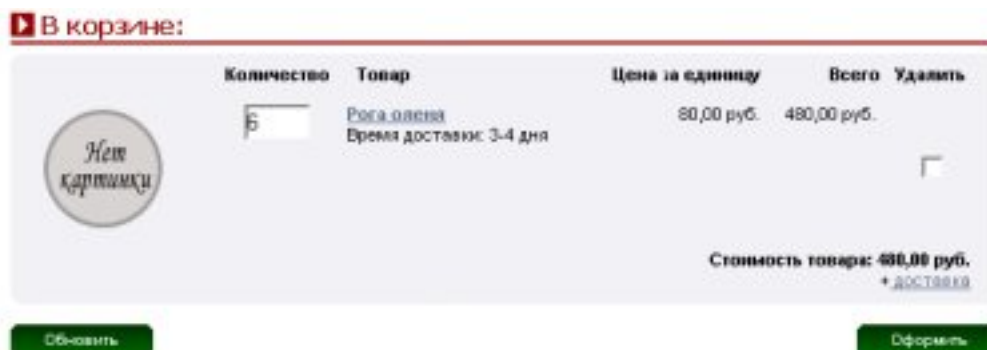 В корзине:
Количество Товар Цена за единицу Всего Удалить
6 Рога оленя 80,00 руб. 480,00 руб.
Время доставки: 3-4 дня
Нет
картинки
Стоимость товара: 480,00 руб.
+ доставка
Обновить Оформить